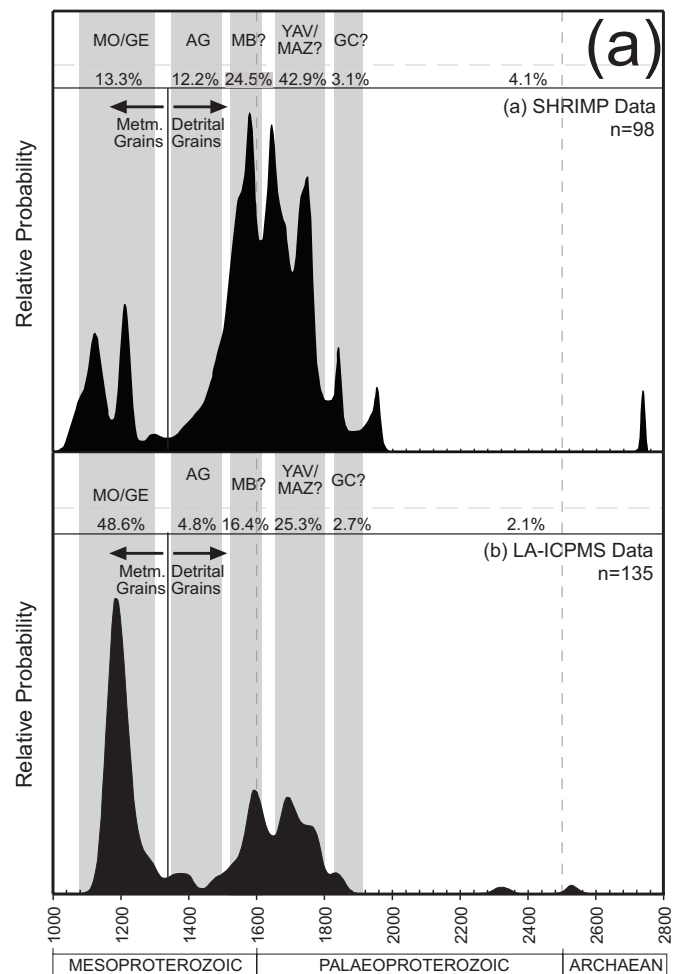 MO/GE AG MB? YAV/ MAZ? GC? (a)
13.3% 12.2% 24.5% 42.9% 3.1% 4.1%
Metm. Grains Detrital Grains
(a) SHRIMP Data
n=98
Relative Probability
MO/GE AG MB? YAV/ MAZ? GC?
48.6% 4.8% 16.4% 25.3% 2.7% 2.1%
Metm. Grains Detrital Grains
(b) LA-ICPMS Data
n=135
Relative Probability
1000 1200 1400 1600 1800 2000 2200 2400 2600 2800
MESOPROTEROZOIC PALAEOPROTEROZOIC ARCHAEAN